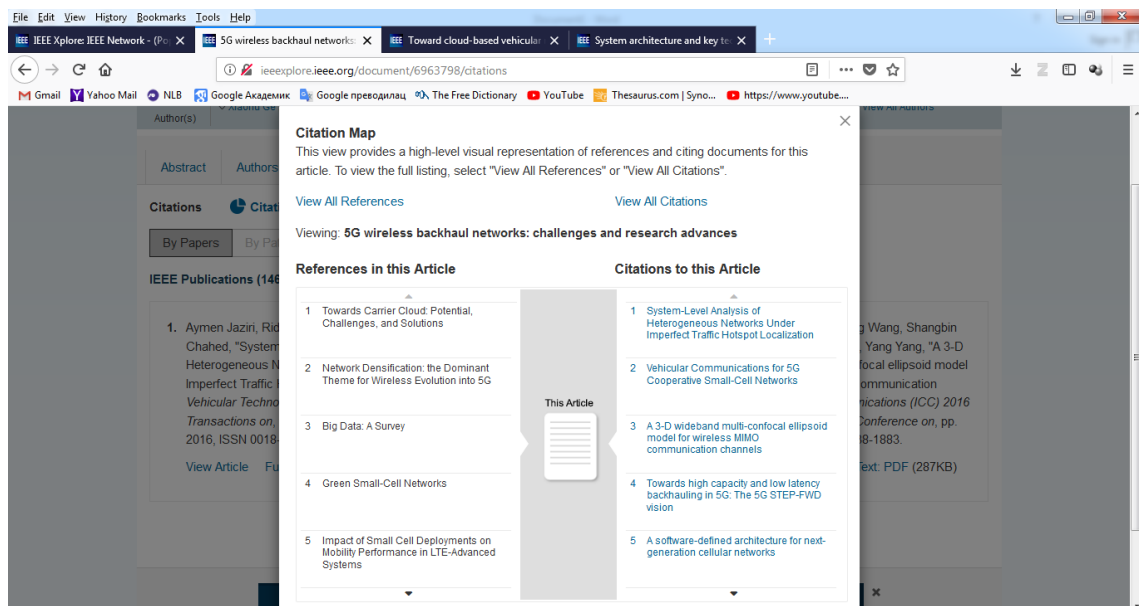 File Edit View History Bookmarks Tools Help
IEEE IEEE Xplore: IEEE Network - (Po
IEEE 5G wireless backhaul networks:
IEEE Toward cloud-based vehicular
IEEE System architecture and key te
ieeexplore.ieee.org/document/6963798/citations
Gmail Yahoo Mail NLB Google Академик Google преводилац The Free Dictionary YouTube Thesaurus.com | Syno... https://www.youtube....
Author(s)
View All Authors
Abstract Authors
Citations Citat
By Papers By Pa
IEEE Publications (146
1. Aymen Jaziri, Rid
Chahed, "System
Heterogeneous N
Imperfect Traffic
Vehicular Techno
Transactions on,
2016, ISSN 0018-
View Article Fu
Citation Map
This view provides a high-level visual representation of references and citing documents for this
article. To view the full listing, select "View All References" or "View All Citations".
View All References
View All Citations
Viewing: 5G wireless backhaul networks: challenges and research advances
References in this Article
1 Towards Carrier Cloud: Potential,
Challenges, and Solutions
2 Network Densification: the Dominant
Theme for Wireless Evolution into 5G
3 Big Data: A Survey
4 Green Small-Cell Networks
5 Impact of Small Cell Deployments on
Mobility Performance in LTE-Advanced
Systems
This Article
Citations to this Article
1 System-Level Analysis of
Heterogeneous Networks Under
Imperfect Traffic Hotspot Localization
2 Vehicular Communications for 5G
Cooperative Small-Cell Networks
3 A 3-D wideband multi-confocal ellipsoid
model for wireless MIMO
communication channels
4 Towards high capacity and low latency
backhauling in 5G: The 5G STEP-FWD
vision
5 A software-defined architecture for next-
generation cellular networks
g Wang, Shangbin
, Yang Yang, "A 3-D
focal ellipsoid model
ommunication
nications (ICC) 2016
Conference on, pp.
88-1883.
Text: PDF (287KB)